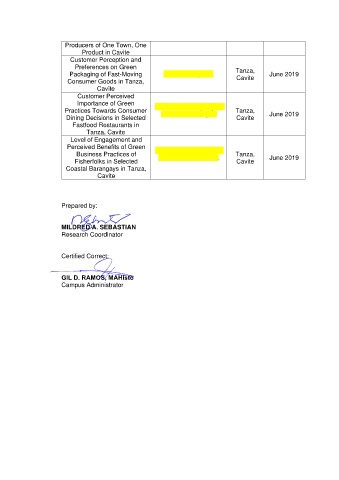 Producers of One Town, One
Product in Cavite
Customer Perception and
Preferences on Green
Packaging of Fast-Moving
Consumer Goods in Tanza,
Cavite
Tanza,
Cavite
June 2019
Customer Perceived
Importance of Green
Practices Towards Consumer
Dining Decisions in Selected
Fastfood Restaurants in
Tanza, Cavite
Tanza,
Cavite
June 2019
Level of Engagement and
Perceived Benefits of Green
Business Practices of
Fisherfolks in Selected
Coastal Barangays in Tanza,
Cavite
Tanza,
Cavite
June 2019
Prepared by:
MILDRED A. SEBASTIAN
Research Coordinator
Certified Correct:
GIL D. RAMOS, MAHisto
Campus Administrator